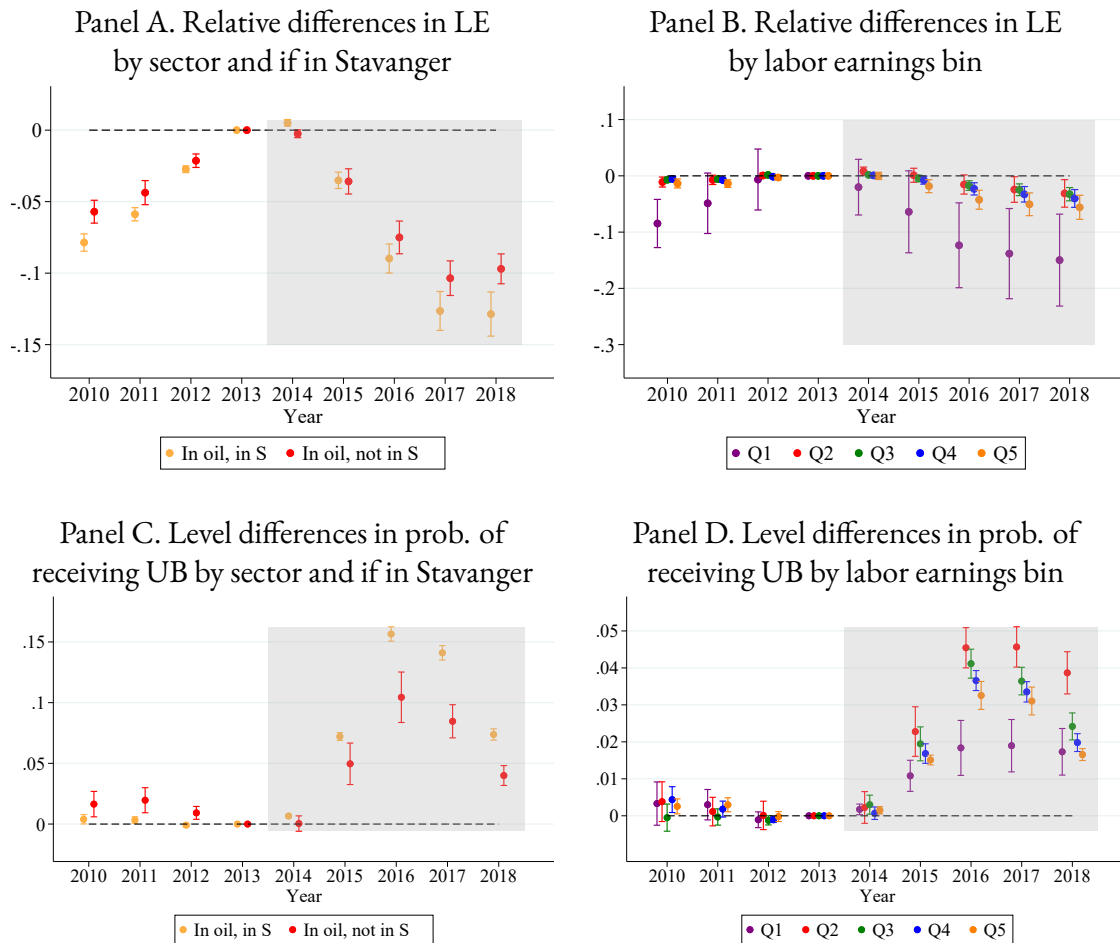 Panel A. Relative differences in LE
by sector and if in Stavanger
0
-.05
-.1
-.15
2010 2011 2012 2013 2014 2015 2016 2017 2018
Year
In oil, in S In oil, not in S
Panel B. Relative differences in LE
by labor earnings bin
.1
0
-.1
-.2
-.3
2010 2011 2012 2013 2014 2015 2016 2017 2018
Year
Q1 Q2 Q3 Q4 Q5
Panel C. Level differences in prob. of
receiving UB by sector and if in Stavanger
.15
.1
.05
0
2010 2011 2012 2013 2014 2015 2016 2017 2018
Year
In oil, in S In oil, not in S
Panel D. Level differences in prob. of
receiving UB by labor earnings bin
.05
.04
.03
.02
.01
0
2010 2011 2012 2013 2014 2015 2016 2017 2018
Year
Q1 Q2 Q3 Q4 Q5